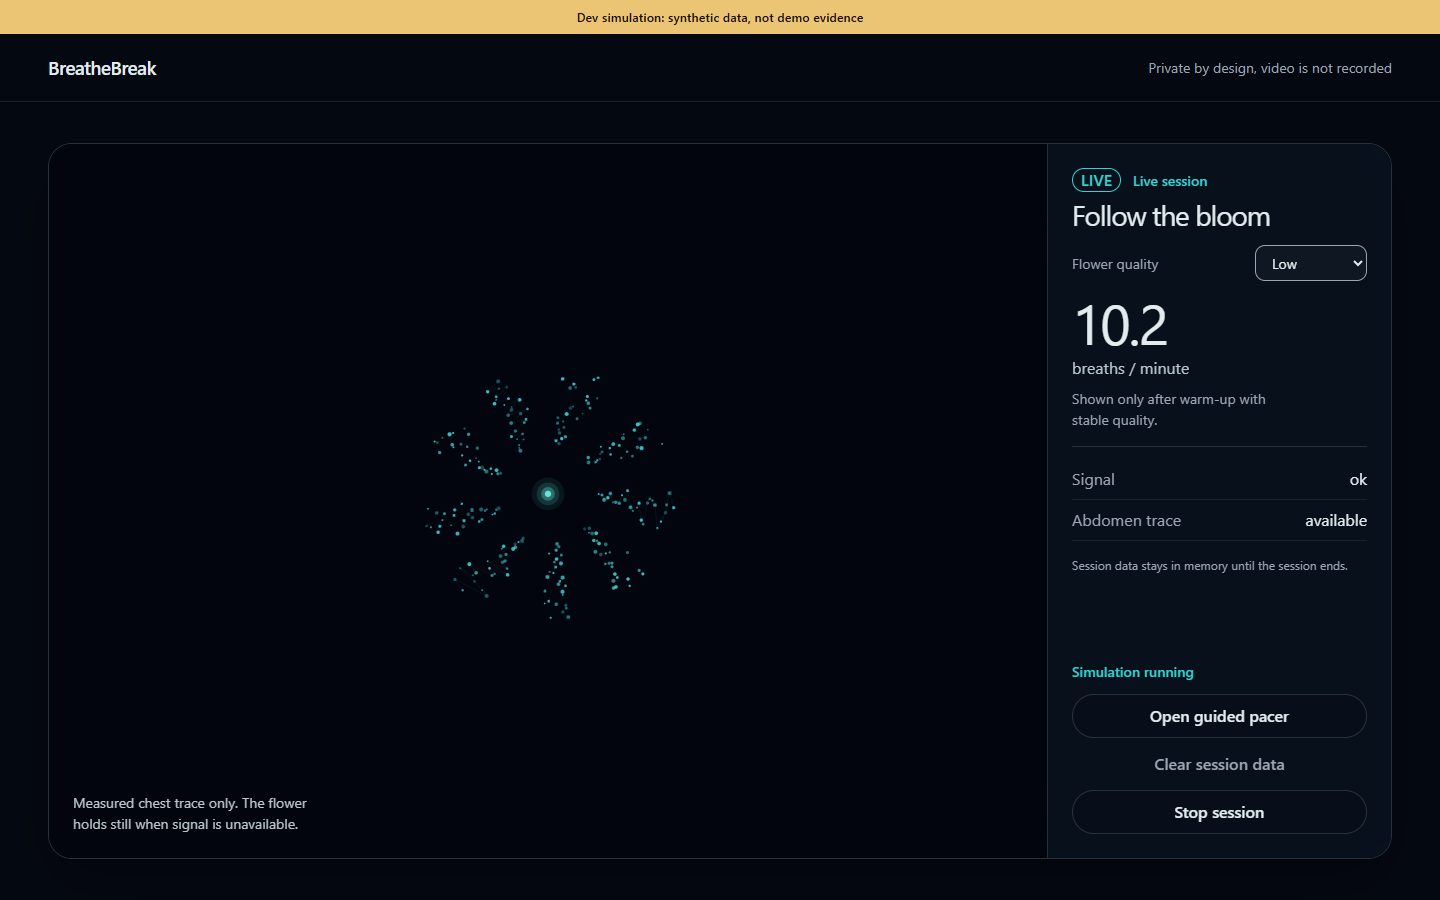 Dev simulation: synthetic data, not demo evidence
BreatheBreak
Private by design, video is not recorded
LIVE Live session
Follow the bloom
Flower quality Low
10.2
breaths / minute
Shown only after warm-up with
stable quality.
Signal ok
Abdomen trace available
Session data stays in memory until the session ends.
Simulation running
Open guided pacer
Clear session data
Stop session
Measured chest trace only. The flower
holds still when signal is unavailable.